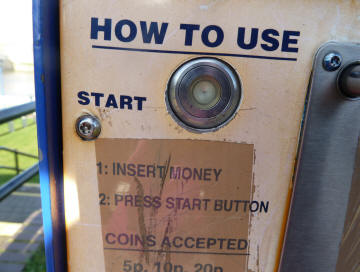 HOW TO USE
START
1: INSERT MONEY
2: PRESS START BUTTON
COINS ACCEPTED
5p, 10p, 20p